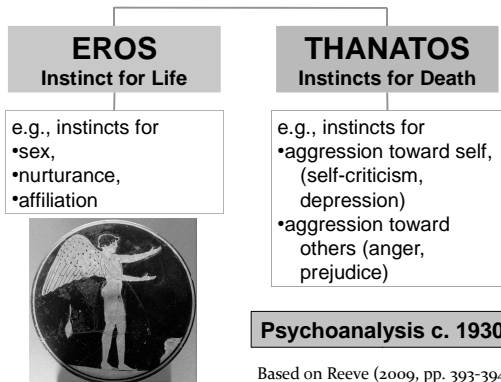 EROS
Instinct for Life
e.g., instincts for
•sex,
•nurturance,
•affiliation
THANATOS
Instincts for Death
e.g., instincts for
•aggression toward self,
(self-criticism,
depression)
•aggression toward
others (anger,
prejudice)
Psychoanalysis c. 1930
Based on Reeve (2009, pp. 393-394